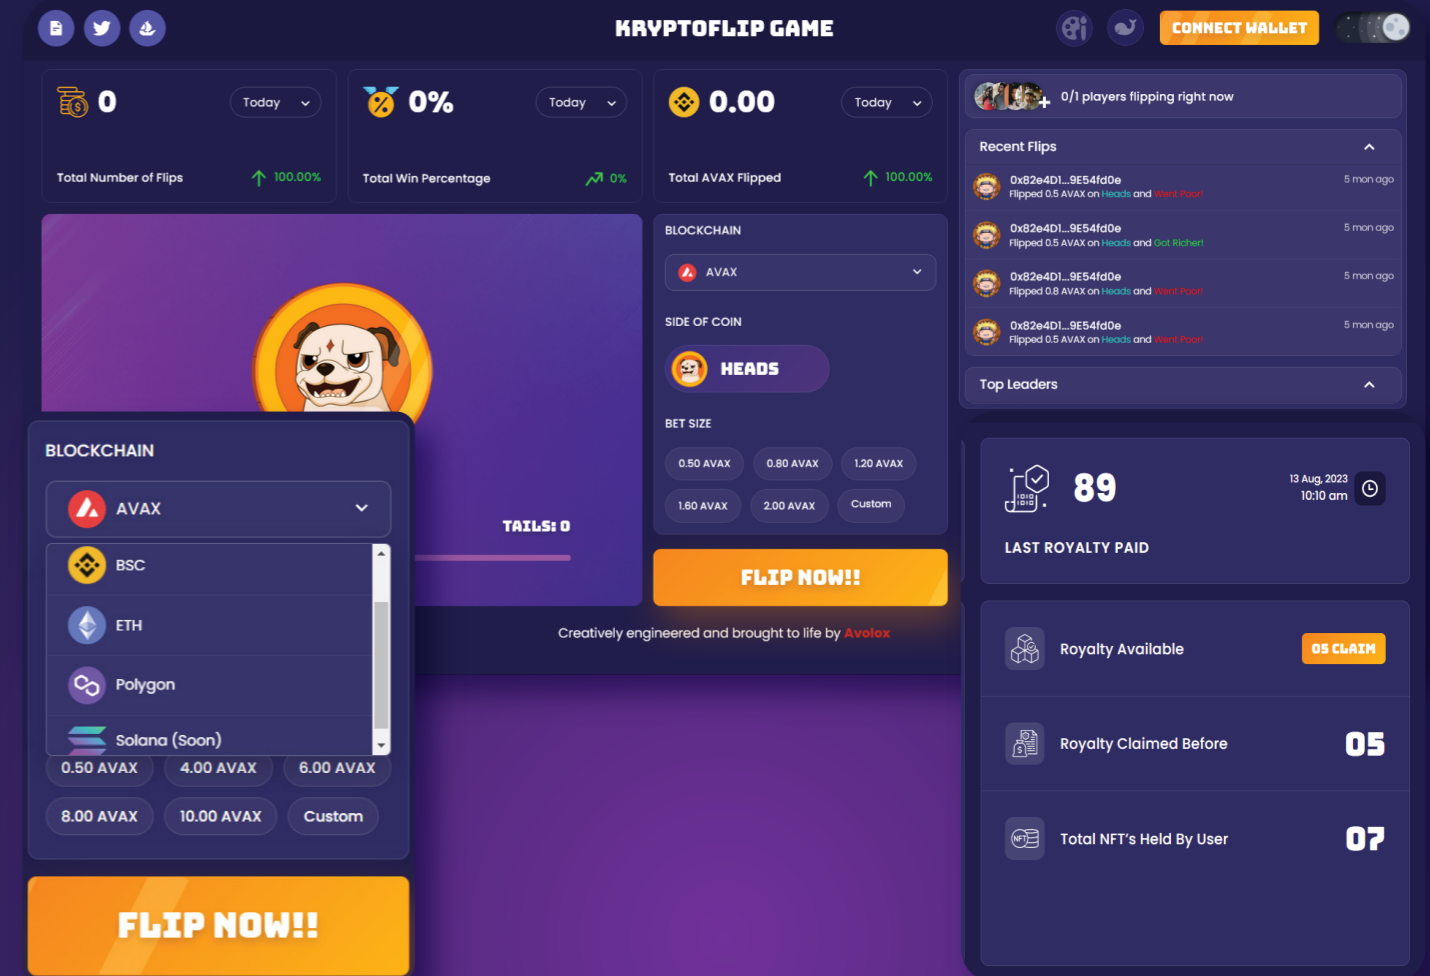 KRYPTOFLIP GAME
CONNECT WALLET
0
Today
Total Number of Flips
100.00%
0%
Today
Total Win Percentage
0%
0.00
Today
Total AVAX Flipped
100.00%
0/1 players flipping right now
Recent Flips
0x82e4D1...9E54fd0e
5 mon ago
Flipped 0.5 AVAX on Heads and Went Poor!
0x82e4D1...9E54fd0e
5 mon ago
Flipped 0.5 AVAX on Heads and Got Richer!
0x82e4D1...9E54fd0e
5 mon ago
Flipped 0.8 AVAX on Heads and Went Poor!
0x82e4D1...9E54fd0e
5 mon ago
Flipped 0.5 AVAX on Heads and Went Poor!
Top Leaders
BLOCKCHAIN
AVAX
SIDE OF COIN
HEADS
BET SIZE
0.50 AVAX
0.80 AVAX
1.20 AVAX
1.60 AVAX
2.00 AVAX
Custom
FLIP NOW!!
TAILS: 0
Creatively engineered and brought to life by Avolox
BLOCKCHAIN
AVAX
BSC
ETH
Polygon
Solana (Soon)
0.50 AVAX
4.00 AVAX
6.00 AVAX
8.00 AVAX
10.00 AVAX
Custom
FLIP NOW!!
89
13 Aug, 2023
10:10 am
LAST ROYALTY PAID
Royalty Available
05 CLAIM
Royalty Claimed Before
05
NFT
Total NFT's Held By User
07